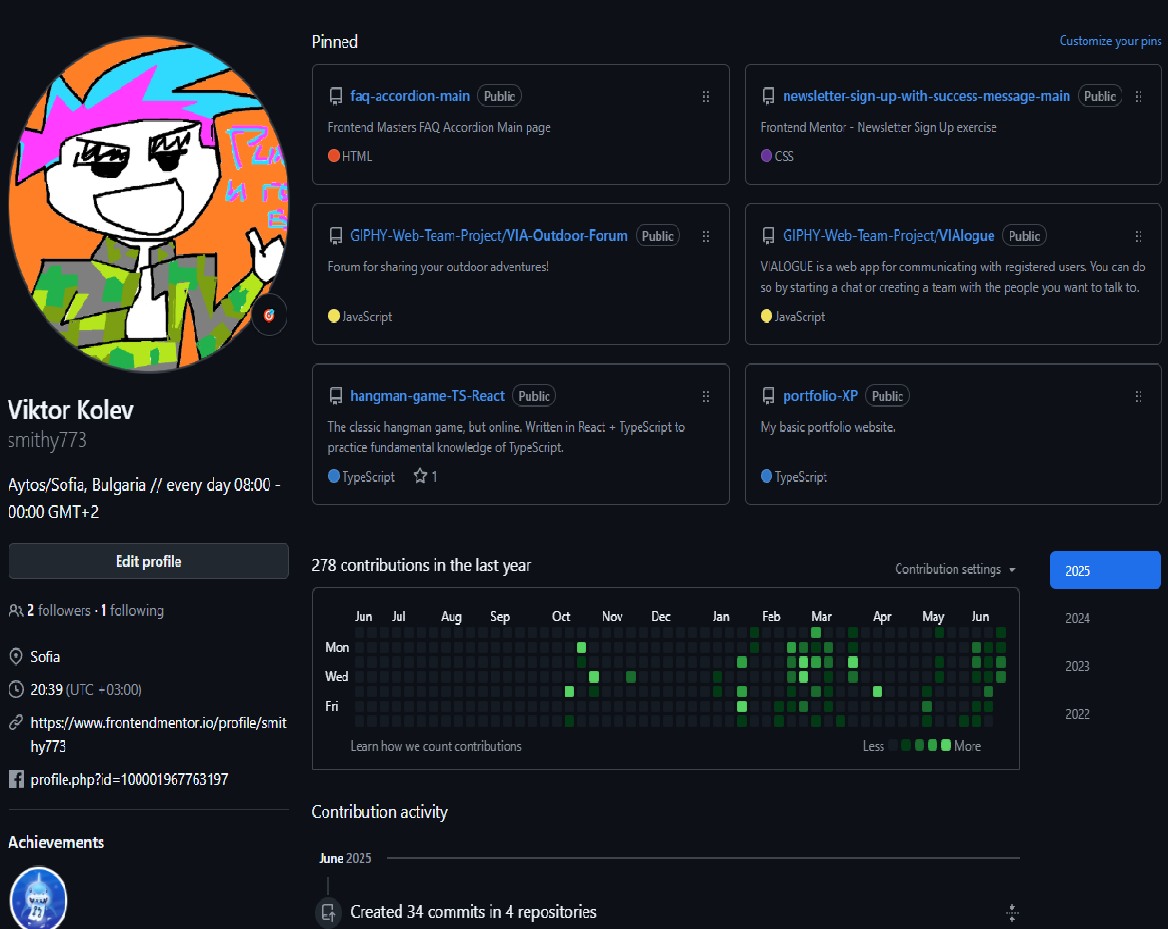 Pinned
Customize your pins
faq-accordion-main Public
Frontend Masters FAQ Accordion Main page
HTML
newsletter-sign-up-with-success-message-main Public
Frontend Mentor - Newsletter Sign Up exercise
CSS
GIPHY-Web-Team-Project/VIA-Outdoor-Forum Public
Forum for sharing your outdoor adventures!
JavaScript
GIPHY-Web-Team-Project/VIAlogue Public
VIALOGUE is a web app for communicating with registered users. You can do
so by starting a chat or creating a team with the people you want to talk to.
JavaScript
hangman-game-TS-React Public
The classic hangman game, but online. Written in React + TypeScript to
practice fundamental knowledge of TypeScript.
TypeScript 1
portfolio-XP Public
My basic portfolio website.
TypeScript
Viktor Kolev
smithy773
Aytos/Sofia, Bulgaria // every day 08:00 -
00:00 GMT+2
Edit profile
2 followers · 1 following
Sofia
20:39 (UTC +03:00)
https://www.frontendmentor.io/profile/smit
hy773
profile.php?id=100001967763197
Achievements
278 contributions in the last year
Contribution settings
Jun Jul Aug Sep Oct Nov Dec Jan Feb Mar Apr May Jun
Mon
Wed
Fri
Learn how we count contributions
Less More
2025
2024
2023
2022
Contribution activity
June 2025
Created 34 commits in 4 repositories